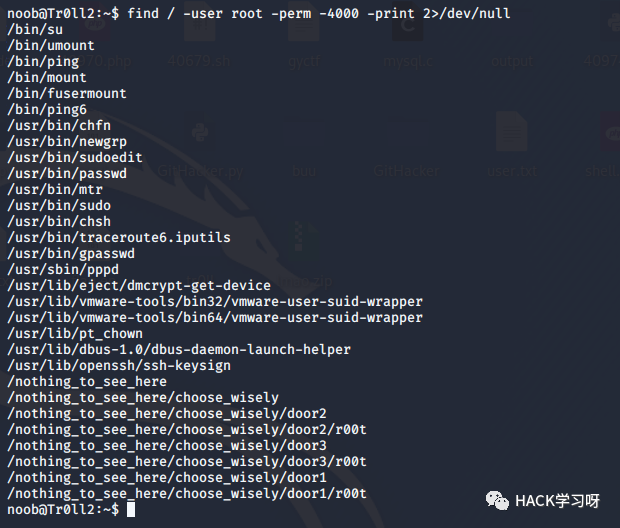 noob@Tr0ll2:~$ find / -user root -perm -4000 -print 2>/dev/null
/bin/su
/bin/umount
/bin/ping
/bin/mount
/bin/fusermount
/bin/ping6
/usr/bin/chfn
/usr/bin/newgrp
/usr/bin/sudoedit
/usr/bin/passwd
/usr/bin/mtr
/usr/bin/sudo
/usr/bin/chsh
/usr/bin/traceroute6.iputils
/usr/bin/gpasswd
/usr/sbin/pppd
/usr/lib/eject/dmcrypt-get-device
/usr/lib/vmware-tools/bin32/vmware-user-suid-wrapper
/usr/lib/vmware-tools/bin64/vmware-user-suid-wrapper
/usr/lib/pt_chown
/usr/lib/dbus-1.0/dbus-daemon-launch-helper
/usr/lib/openssh/ssh-keysign
/nothing_to_see_here
/nothing_to_see_here/choose_wisely
/nothing_to_see_here/choose_wisely/door2
/nothing_to_see_here/choose_wisely/door2/r00t
/nothing_to_see_here/choose_wisely/door3
/nothing_to_see_here/choose_wisely/door3/r00t
/nothing_to_see_here/choose_wisely/door1
/nothing_to_see_here/choose_wisely/door1/r00t
noob@Tr0ll2:~$
HACK学习呀